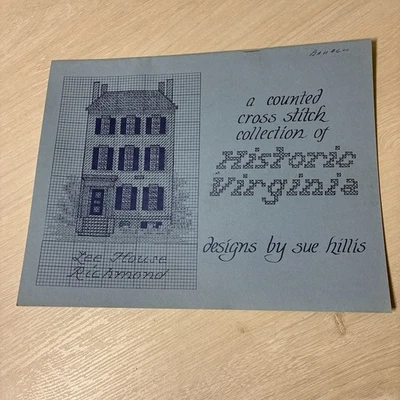 a counted
cross stitch
collection of
Historic
Virginia
designs by sue hillis
Lee House
Richmond